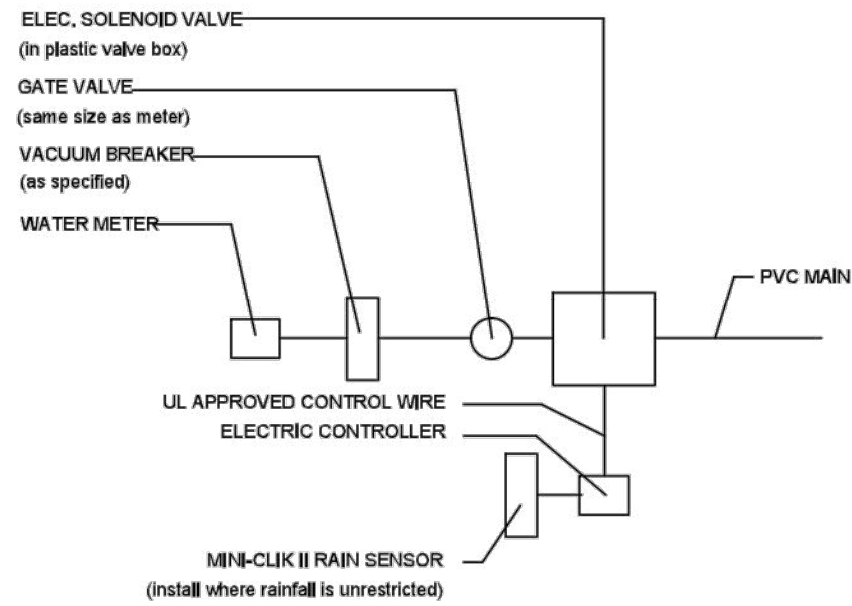 ELEC. SOLENOID VALVE
(in plastic valve box)
GATE VALVE
(same size as meter)
VACUUM BREAKER
(as specified)
WATER METER
PVC MAIN
UL APPROVED CONTROL WIRE
ELECTRIC CONTROLLER
MINI-CLIK II RAIN SENSOR
(install where rainfall is unrestricted)